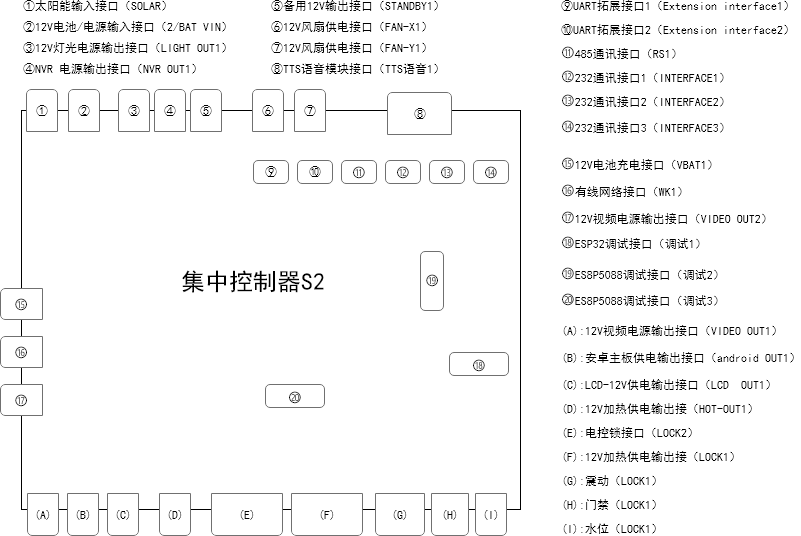 ①太阳能输入接口（SOLAR）
②12V电池/电源输入接口（2/BAT VIN）
③12V灯光电源输出接口（LIGHT OUT1）
④NVR 电源输出接口（NVR OUT1）
⑤备用12V输出接口（STANDBY1）
⑥12V风扇供电接口（FAN-X1）
⑦12V风扇供电接口（FAN-Y1）
⑧TTS语音模块接口（TTS语音1）
⑨UART拓展接口1（Extension interface1）
⑩UART拓展接口2（Extension interface2）
⑪485通讯接口（RS1）
⑫232通讯接口1（INTERFACE1）
⑬232通讯接口2（INTERFACE2）
⑭232通讯接口3（INTERFACE3）
⑮12V电池充电接口（VBAT1）
⑯有线网络接口（WK1）
⑰12V视频电源输出接口（VIDEO OUT2）
⑱ESP32调试接口（调试1）
⑲ES8P5088调试接口（调试2）
⑳ES8P5088调试接口（调试3）
(A):12V视频电源输出接口（VIDEO OUT1）
(B):安卓主板供电输出接口（android OUT1）
(C):LCD-12V供电输出接口（LCD  OUT1）
(D):12V加热供电输出接（HOT-OUT1）
(E):电控锁接口（LOCK2）
(F):12V加热供电输出接（LOCK1）
(G):震动（LOCK1）
(H):门禁（LOCK1）
(I):水位（LOCK1）
① ② ③ ④ ⑤ ⑥ ⑦ ⑧
⑨ ⑩ ⑪ ⑫ ⑬ ⑭
集中控制器S2
⑲
⑮
⑯
⑱
⑰
⑳
(A) (B) (C) (D) (E) (F) (G) (H) (I)